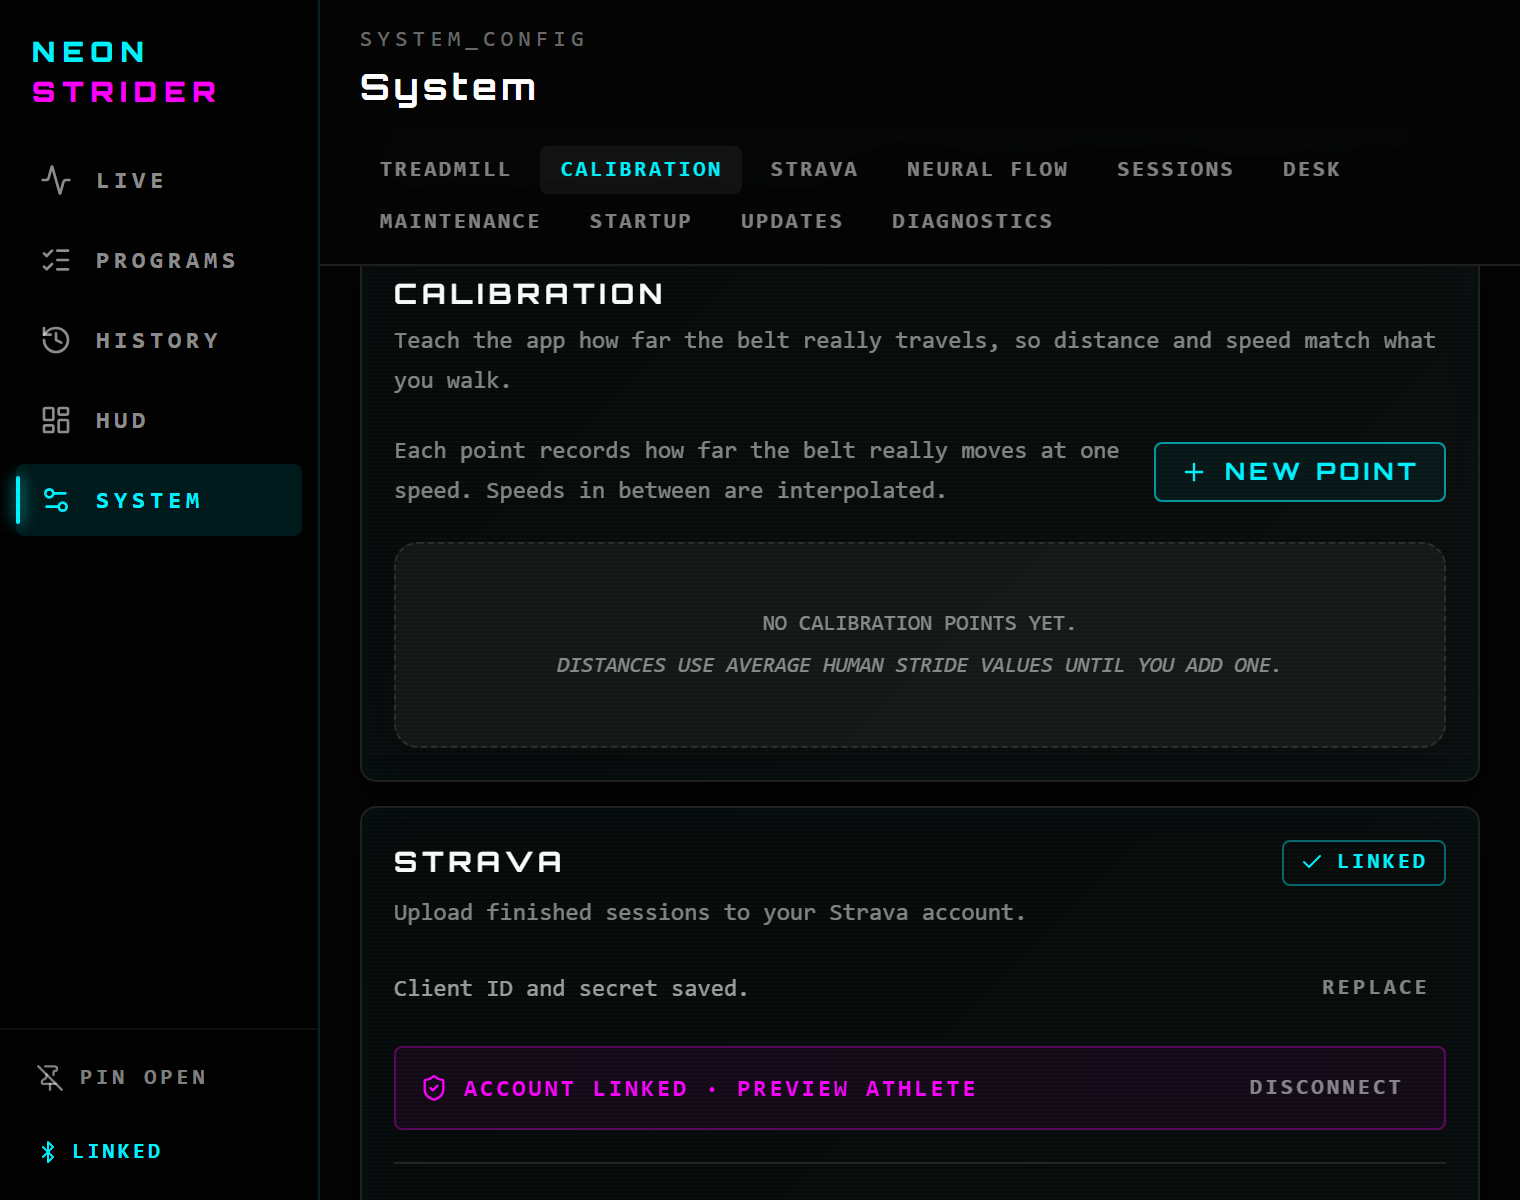 NEON
STRIDER
LIVE
PROGRAMS
HISTORY
HUD
SYSTEM
PIN OPEN
LINKED
SYSTEM_CONFIG
System
TREADMILL CALIBRATION STRAVA NEURAL FLOW SESSIONS DESK
MAINTENANCE STARTUP UPDATES DIAGNOSTICS
CALIBRATION
Teach the app how far the belt really travels, so distance and speed match what
you walk.
Each point records how far the belt really moves at one
speed. Speeds in between are interpolated.
NEW POINT
NO CALIBRATION POINTS YET.
DISTANCES USE AVERAGE HUMAN STRIDE VALUES UNTIL YOU ADD ONE.
STRAVA
LINKED
Upload finished sessions to your Strava account.
Client ID and secret saved.
REPLACE
ACCOUNT LINKED · PREVIEW ATHLETE
DISCONNECT